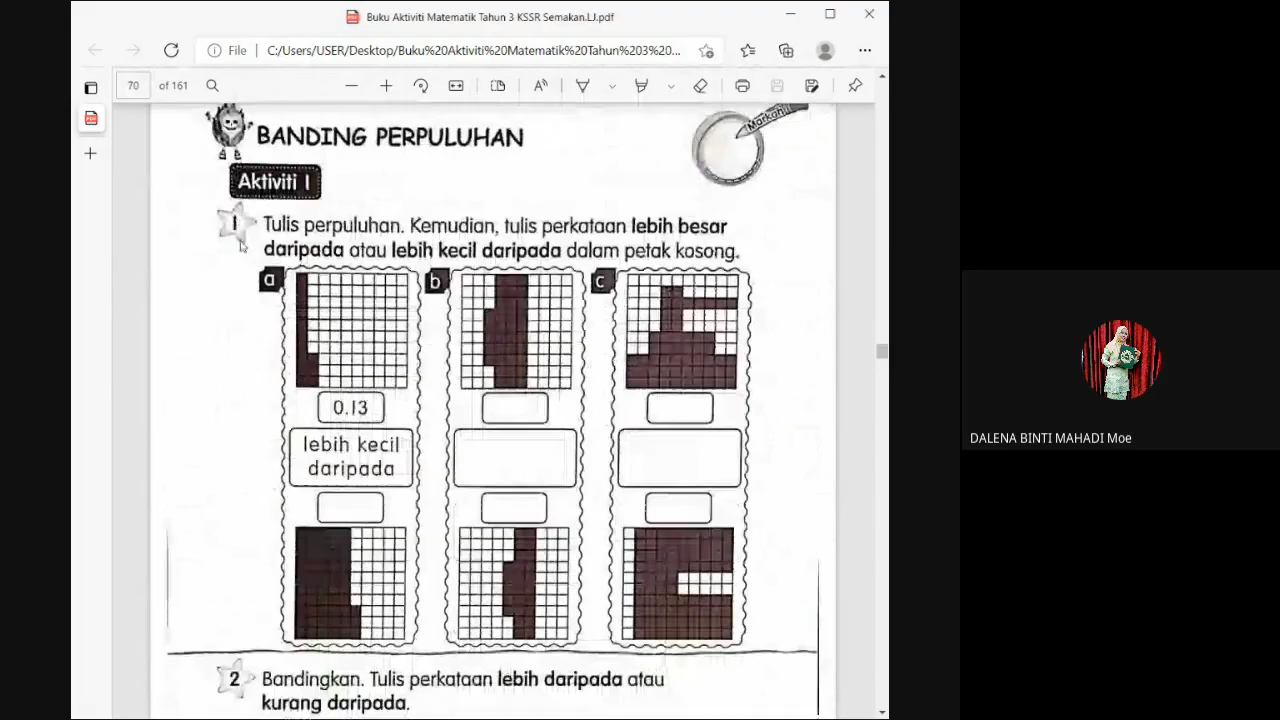 Buku Aktiviti Matematik Tahun 3 KSSR Semakan.LJ.pdf
File
C:/Users/USER/Desktop/Buku%20Aktiviti%20Matematik%20Tahun%203%20...
70 of 161
BANDING PERPULUHAN
Markah
Aktiviti 1
1 Tulis perpuluhan. Kemudian, tulis perkataan lebih besar
daripada atau lebih kecil daripada dalam petak kosong.
a
b
c
0.13
lebih kecil
daripada
DALENA BINTI MAHADI Moe
2 Bandingkan. Tulis perkataan lebih daripada atau
kurang daripada.